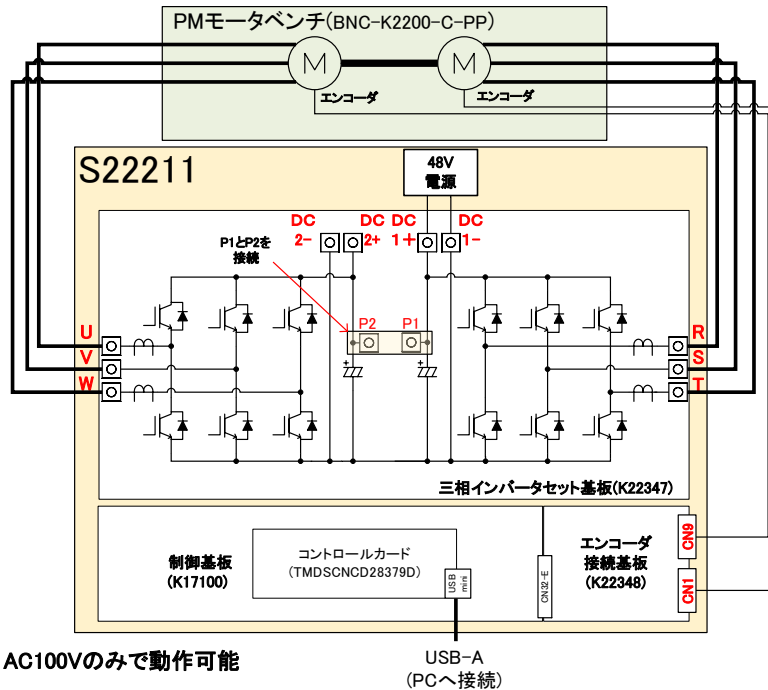 PMモータベンチ(BNC-K2200-C-PP)
M
M
エンコーダ
エンコーダ
S22211
48V
電源
DC
2-
DC
2+
DC
1+
DC
1-
P1とP2を
接続
P2
P1
+
+
U
V
W
R
S
T
三相インバータセット基板(K22347)
制御基板
(K17100)
コントロールカード
(TMDSCNCD28379D)
USB
mini
CN32-E
エンコーダ
接続基板
(K22348)
CN9
CN1
AC100Vのみで動作可能
USB-A
(PCへ接続)